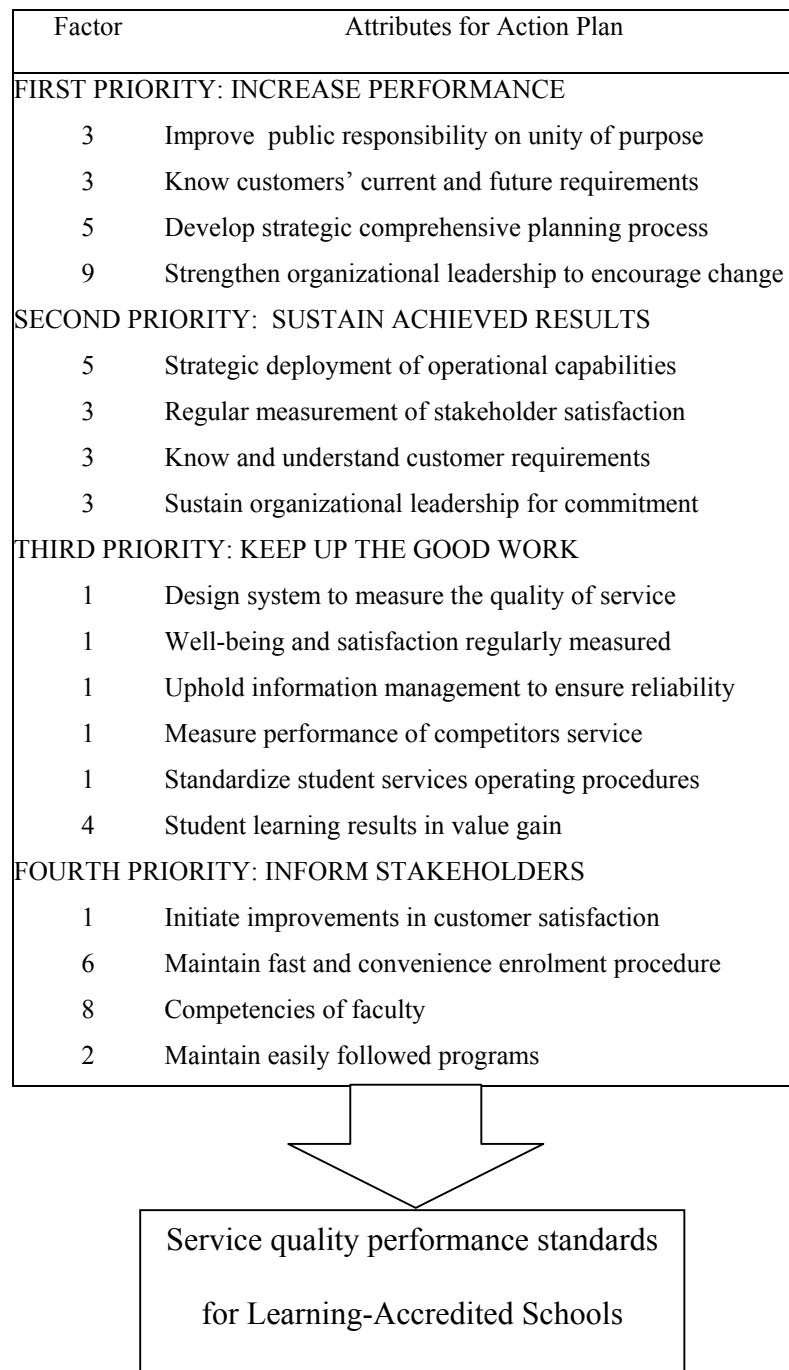 Factor Attributes for Action Plan
FIRST PRIORITY: INCREASE PERFORMANCE
3 Improve public responsibility on unity of purpose
3 Know customers’ current and future requirements
5 Develop strategic comprehensive planning process
9 Strengthen organizational leadership to encourage change
SECOND PRIORITY: SUSTAIN ACHIEVED RESULTS
5 Strategic deployment of operational capabilities
3 Regular measurement of stakeholder satisfaction
3 Know and understand customer requirements
3 Sustain organizational leadership for commitment
THIRD PRIORITY: KEEP UP THE GOOD WORK
1 Design system to measure the quality of service
1 Well-being and satisfaction regularly measured
1 Uphold information management to ensure reliability
1 Measure performance of competitors service
1 Standardize student services operating procedures
4 Student learning results in value gain
FOURTH PRIORITY: INFORM STAKEHOLDERS
1 Initiate improvements in customer satisfaction
6 Maintain fast and convenience enrolment procedure
8 Competencies of faculty
2 Maintain easily followed programs
Service quality performance standards
for Learning-Accredited Schools